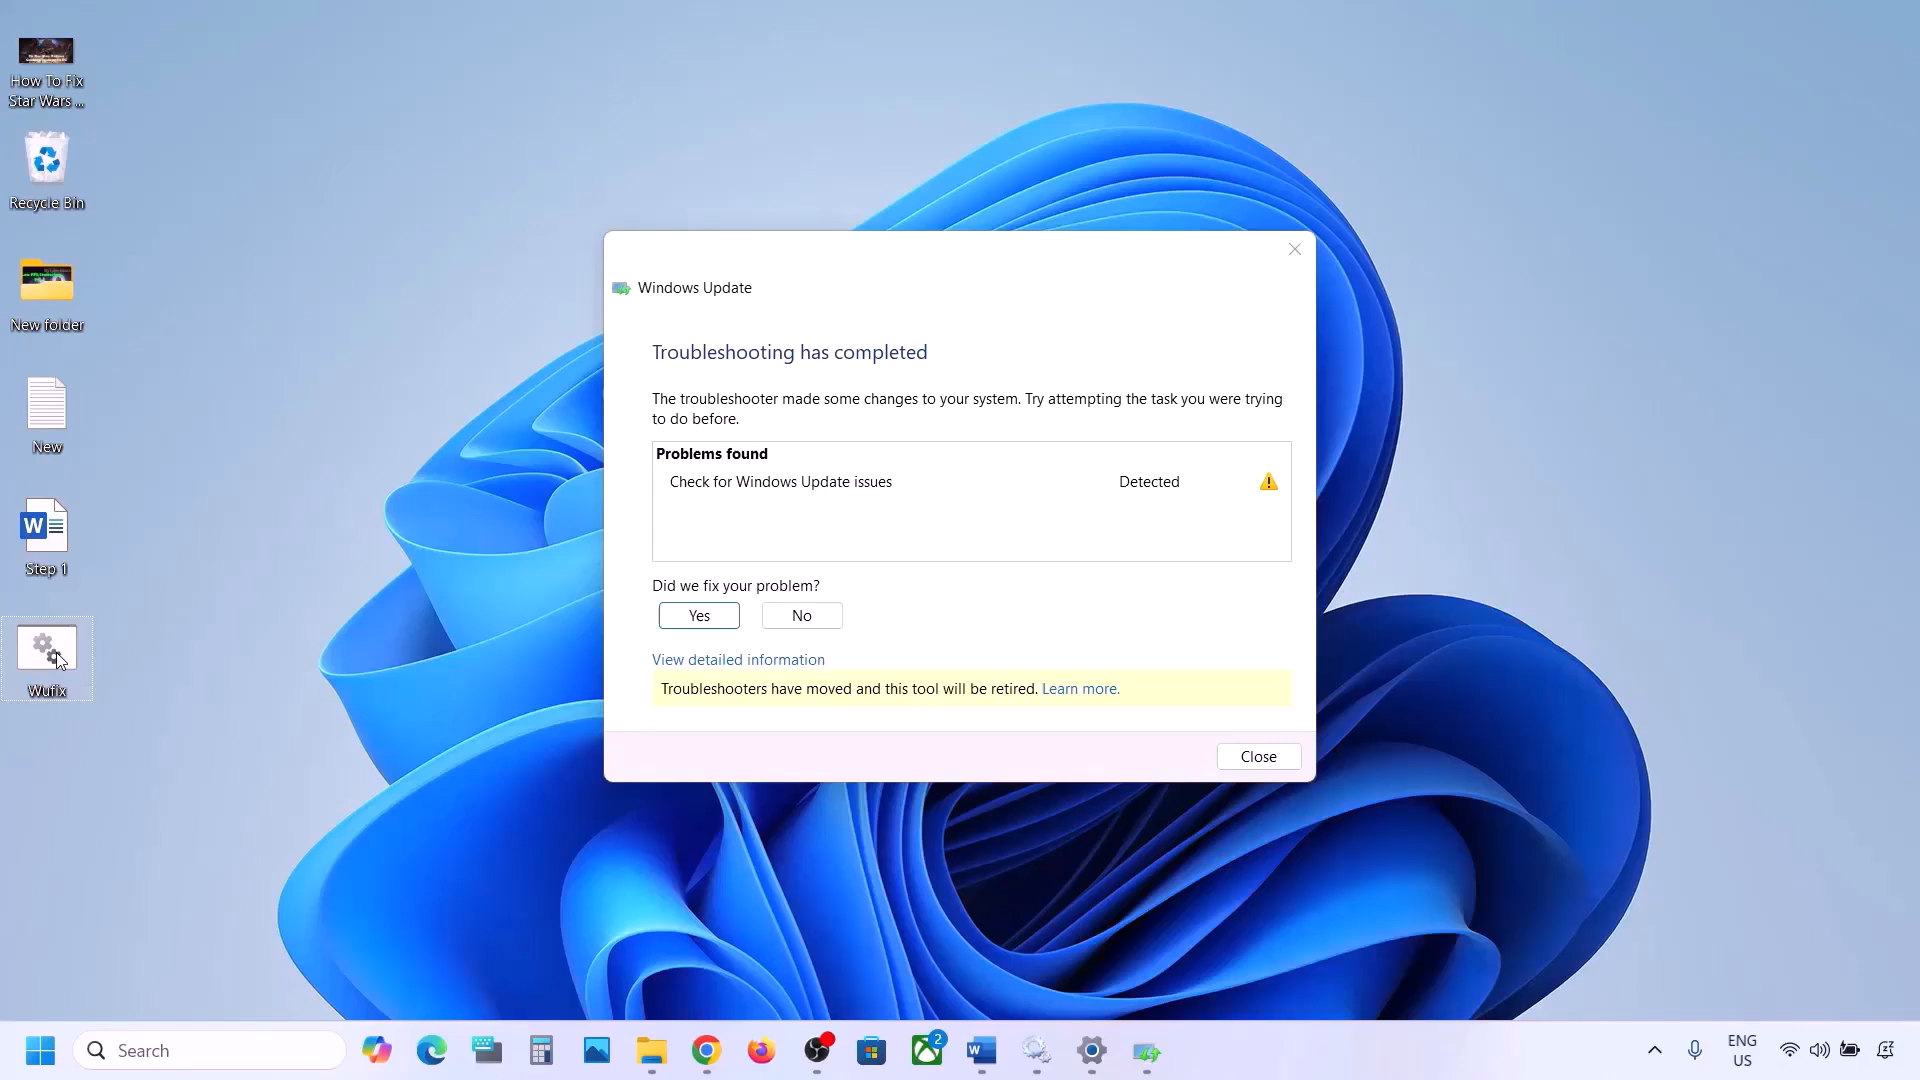 How To Fix
Star Wars ...
Recycle Bin
New folder
New
Step 1
Wufix
Windows Update
Troubleshooting has completed
The troubleshooter made some changes to your system. Try attempting the task you were trying
to do before.
Problems found
Check for Windows Update issues Detected
Did we fix your problem?
Yes No
View detailed information
Troubleshooters have moved and this tool will be retired. Learn more.
Close
Search
2
ENG
US